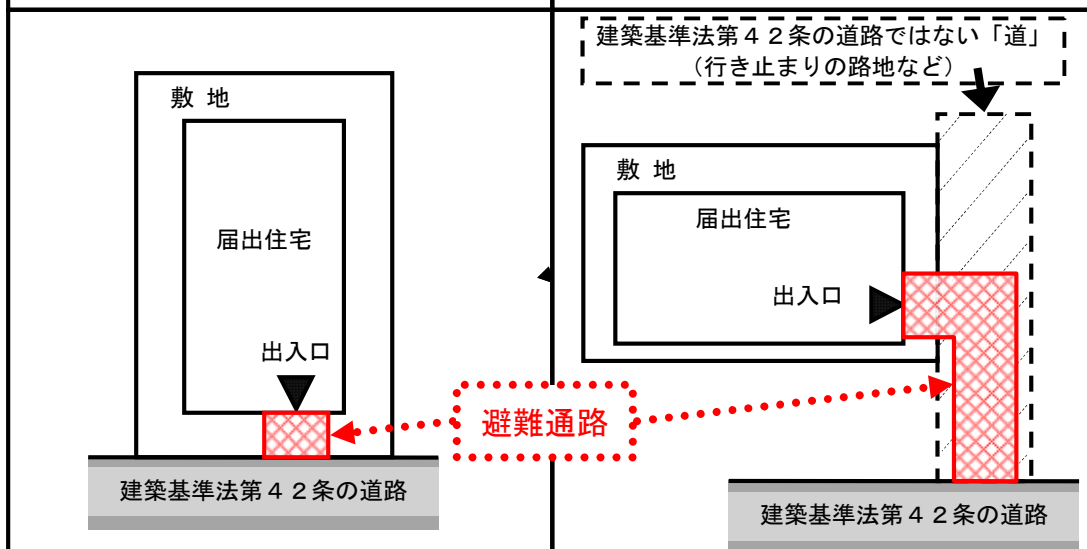 敷 地
届出住宅
出入口
建築基準法第４２条の道路
避難通路
建築基準法第４２条の道路ではない「道」
（行き止まりの路地など）
敷 地
届出住宅
出入口
建築基準法第４２条の道路